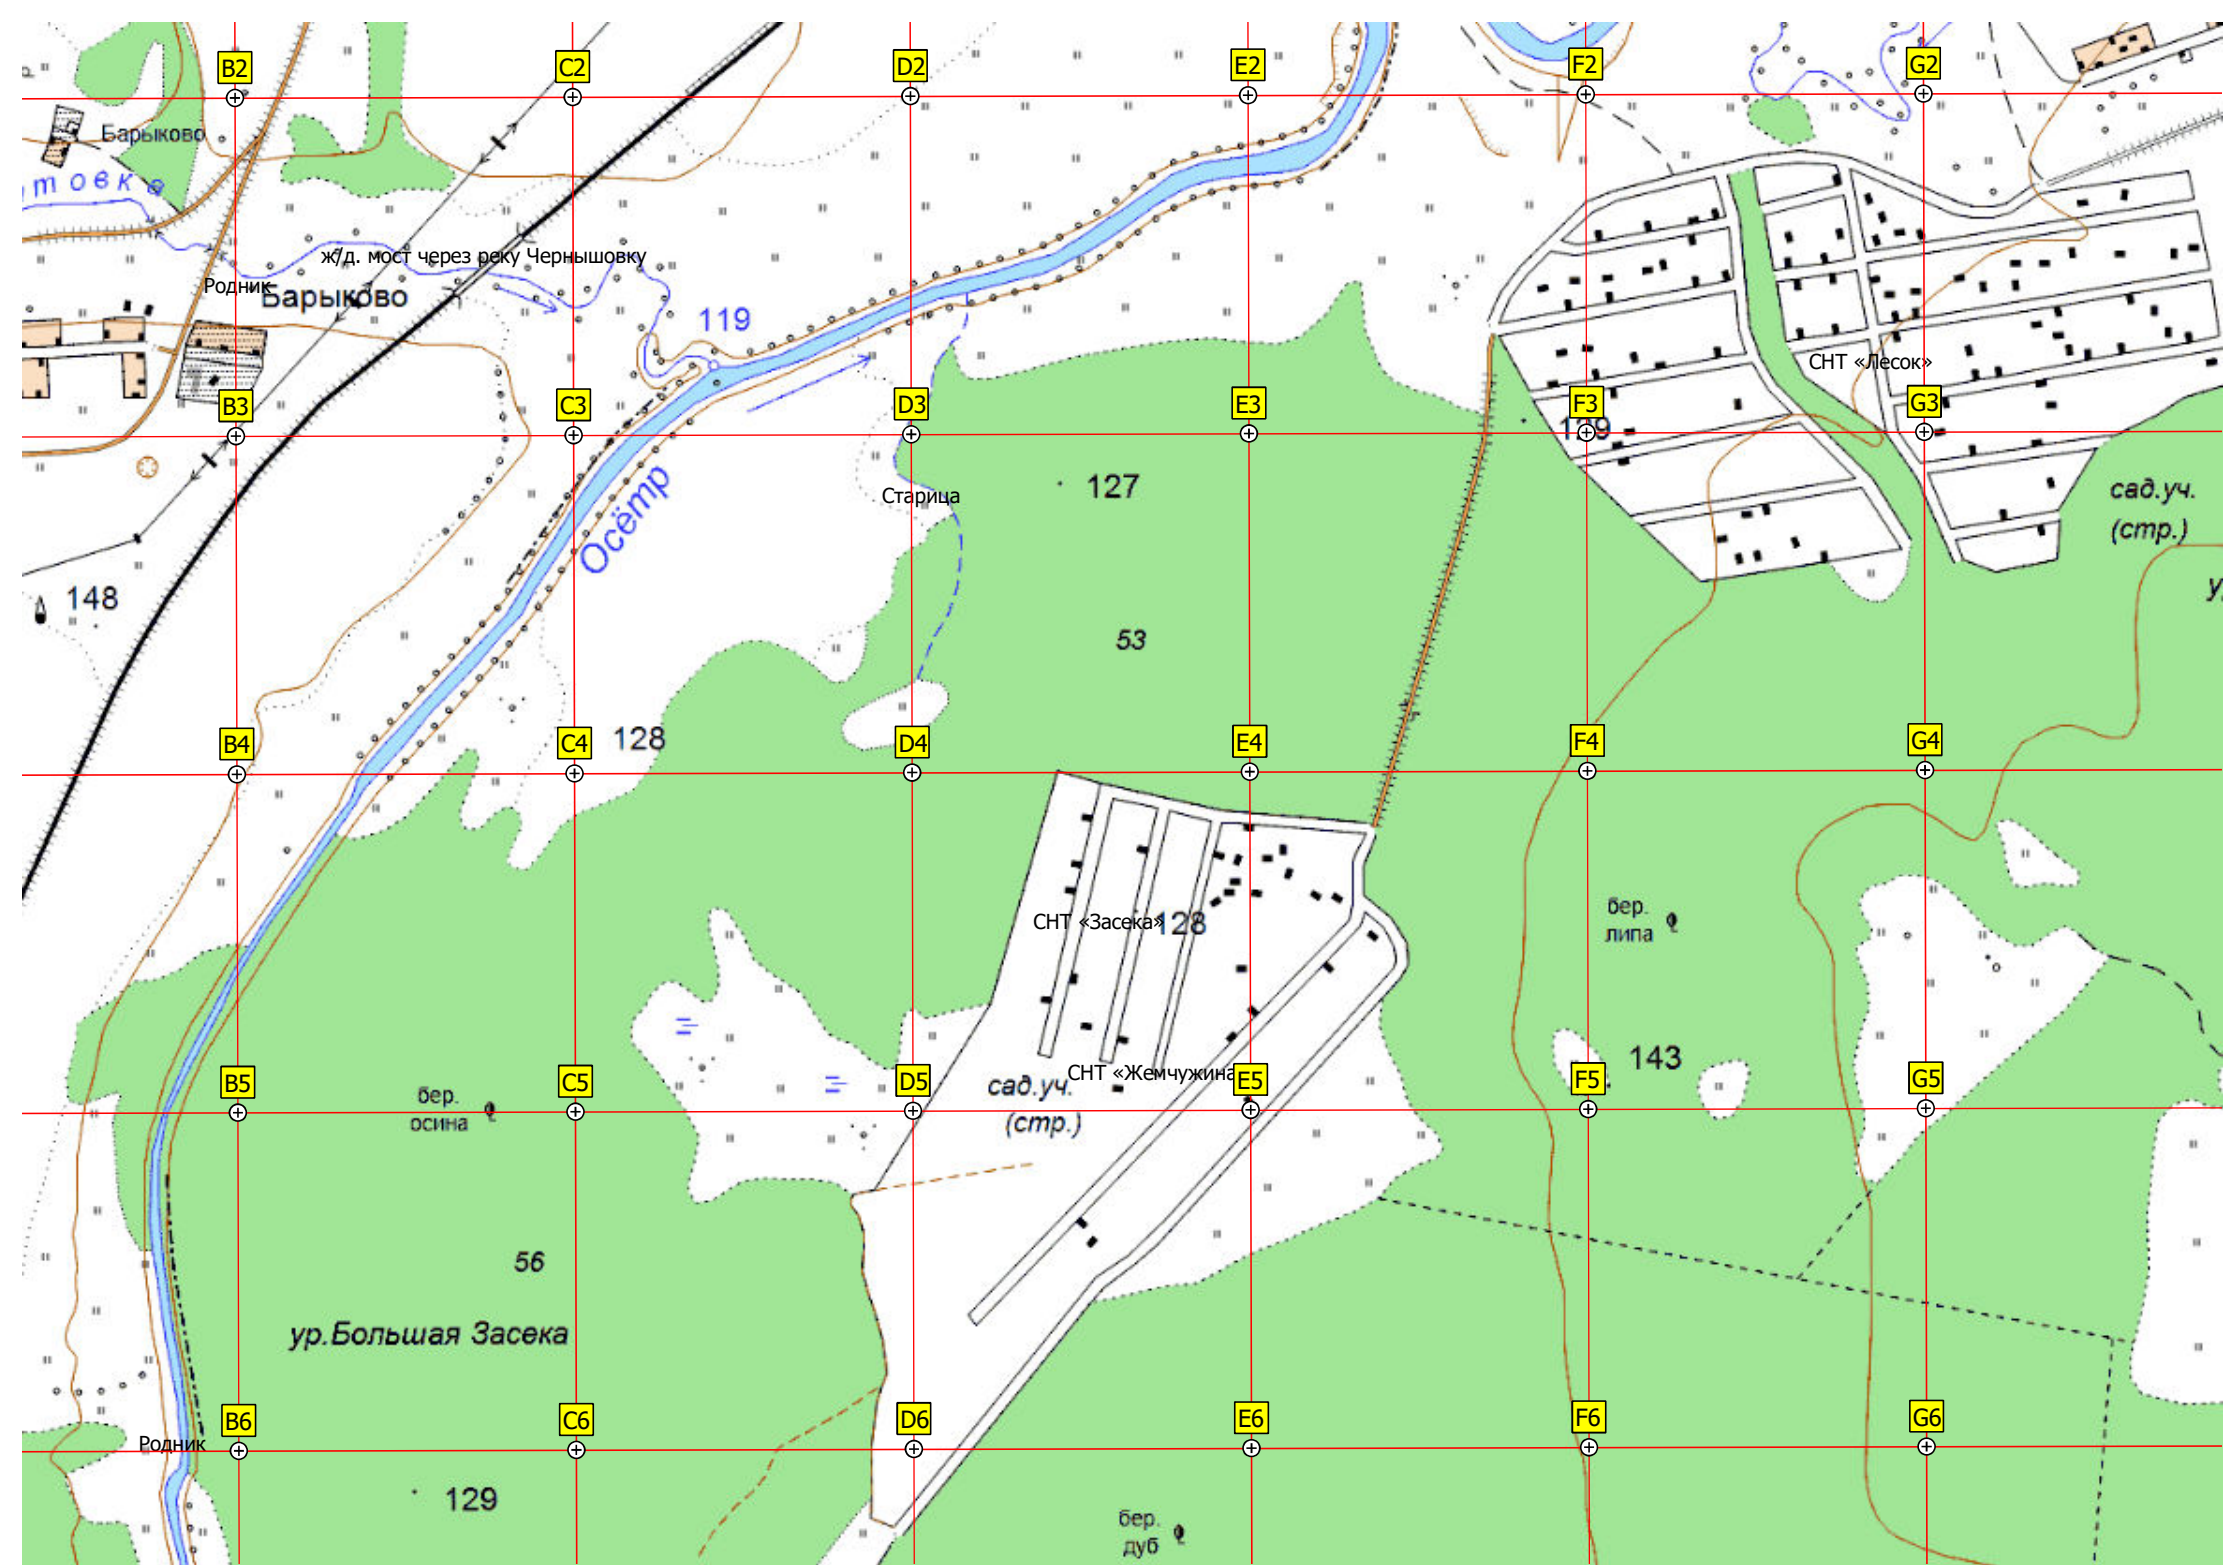 B2
C2
D2
E2
F2
G2
Барыково
товка
ж/д. мост через реку Чернышовку
Родник
Барыково
119
СНТ «Лесок»
B3
C3
D3
E3
F3
G3
129
127
Старица
сад.уч.
(стр.)
Осётр
148
53
B4
C4
128
D4
E4
F4
G4
СНТ «Засека»
128
бер.
липа
143
B5
C5
D5
E5
F5
G5
СНТ «Жемчужина»
сад.уч.
(стр.)
бер.
осина
56
ур.Большая Засека
B6
C6
D6
E6
F6
G6
Родник
129
бер.
дуб